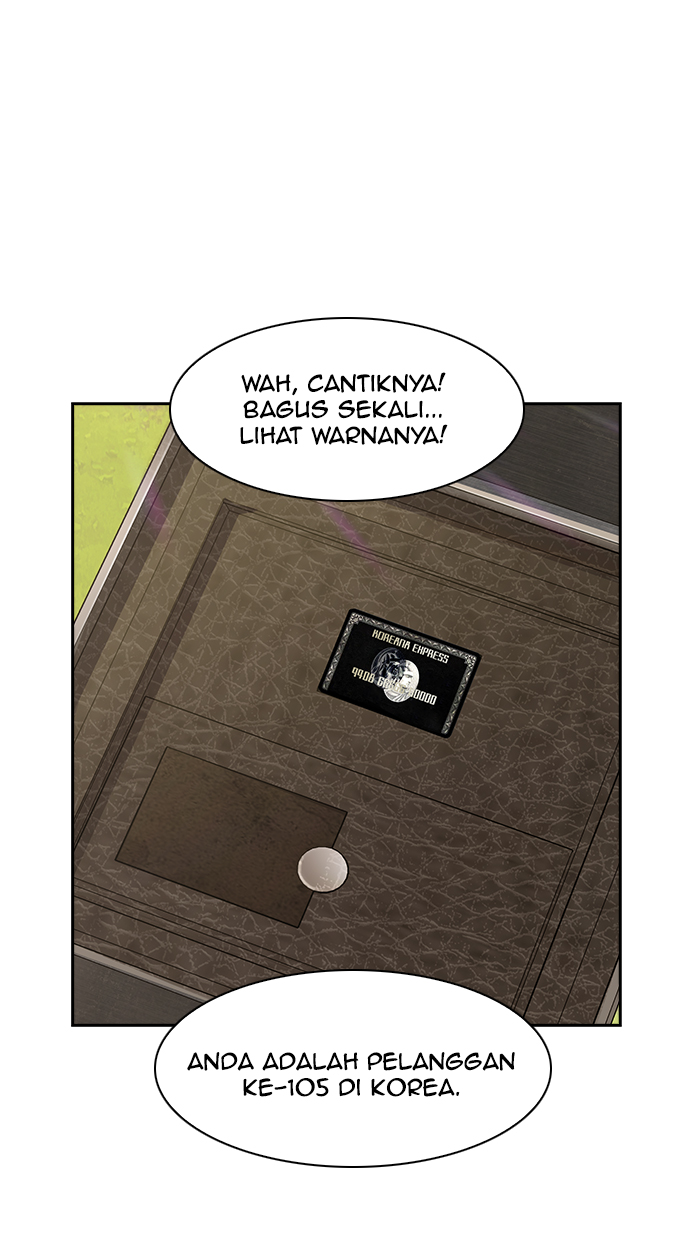 WAH, CANTIKNYA!
BAGUS SEKALI...
LIHAT WARNANYA!
KOREANA EXPRESS
ANDA ADALAH PELANGGAN
KE-105 DI KOREA.